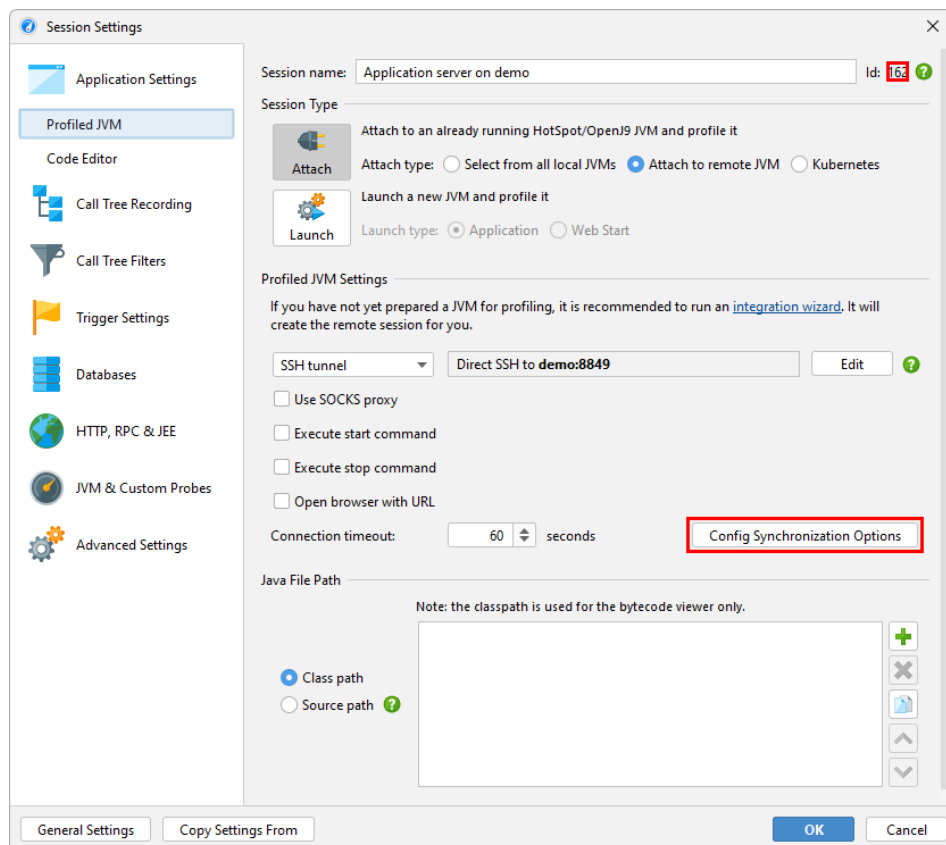 Session Settings
Application Settings
Profiled JVM
Code Editor
Call Tree Recording
Call Tree Filters
Trigger Settings
Databases
HTTP, RPC & JEE
JVM & Custom Probes
Advanced Settings
Session name: Application server on demo Id: 162
Session Type
Attach
Attach to an already running HotSpot/OpenJ9 JVM and profile it
Attach type: Select from all local JVMs Attach to remote JVM Kubernetes
Launch
Launch a new JVM and profile it
Launch type: Application Web Start
Profiled JVM Settings
If you have not yet prepared a JVM for profiling, it is recommended to run an integration wizard. It will
create the remote session for you.
SSH tunnel Direct SSH to demo:8849 Edit
Use SOCKS proxy
Execute start command
Execute stop command
Open browser with URL
Connection timeout: 60 seconds Config Synchronization Options
Java File Path
Note: the classpath is used for the bytecode viewer only.
Class path
Source path
General Settings Copy Settings From OK Cancel